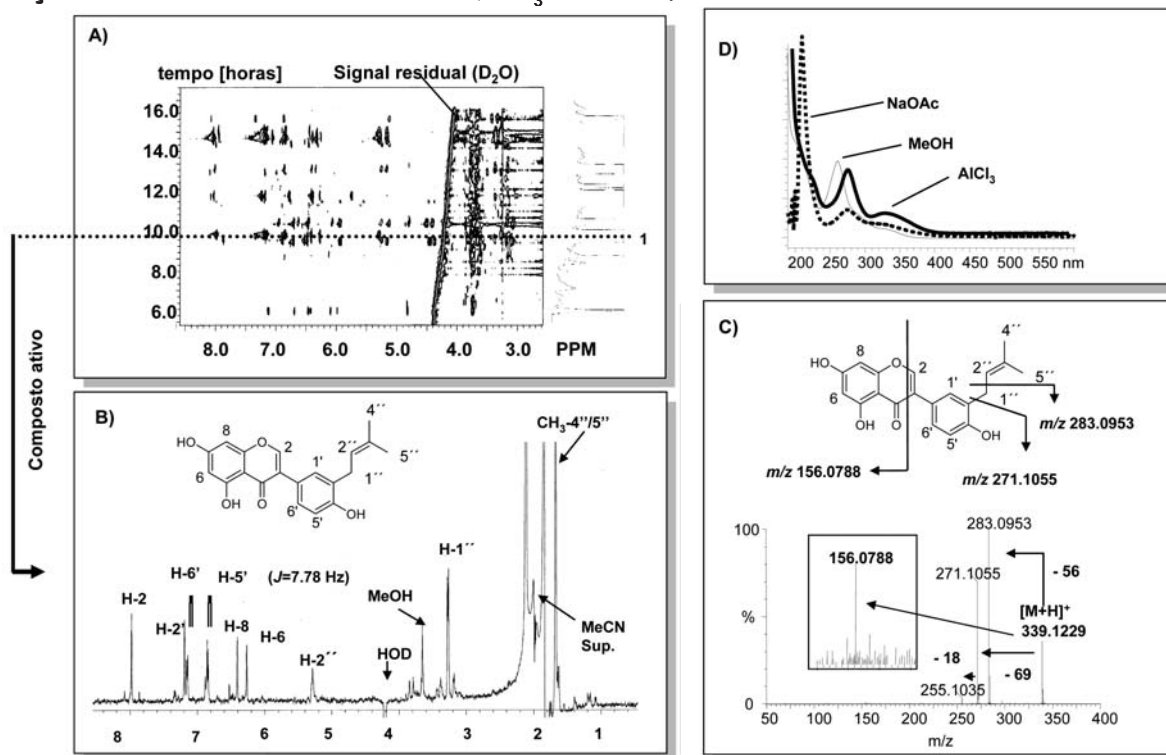 A)
tempo [horas]
Signal residual (D₂O)
16.0
14.0
12.0
10.0
8.0
6.0
8.0 7.0 6.0 5.0 4.0 3.0 PPM
1
Composto ativo
B)
4´´
CH₃-4’’/5’’
HO
8
O
2
2´´
5´´
1'
1´´
6
OH
O
6'
5'
OH
H-1´´
H-6’ H-5’ (J=7.78 Hz)
H-2
MeOH
H-2'
H-8
H-6
H-2´´
HOD
MeCN
Sup.
8 7 6 5 4 3 2 1
D)
NaOAc
MeOH
AlCl₃
200 250 300 350 400 450 500 550 nm
C)
4´´
HO
8
O
2
2´´
5´´
1'
1´´
6
OH
O
6'
5'
OH
m/z 283.0953
m/z 156.0788
m/z 271.1055
100
283.0953
156.0788
271.1055
- 56
%
[M+H]⁺
339.1229
- 18
- 69
255.1035
0
50 100 150 200 250 300 350 400
m/z